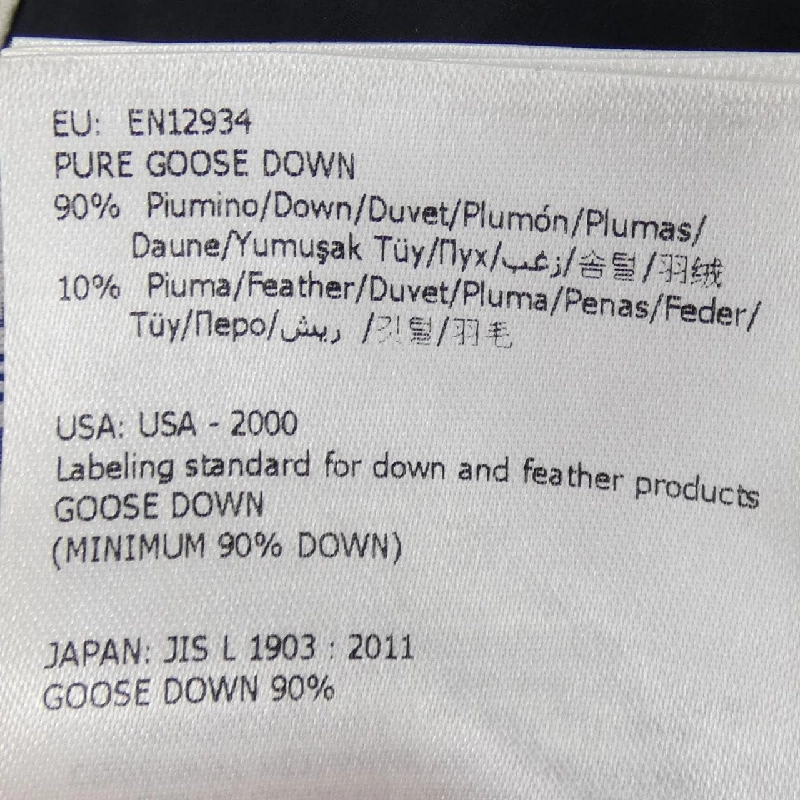 EU: EN12934
PURE GOOSE DOWN
90% Piumino/Down/Duvet/Plumón/Plumas/
Daune/Yumuşak Tüy/Пух/زغب/솜털/羽绒
10% Piuma/Feather/Duvet/Pluma/Penas/Feder/
Tüy/Перо/ريش /깃털/羽毛
USA: USA - 2000
Labeling standard for down and feather products
GOOSE DOWN
(MINIMUM 90% DOWN)
JAPAN: JIS L 1903 : 2011
GOOSE DOWN 90%